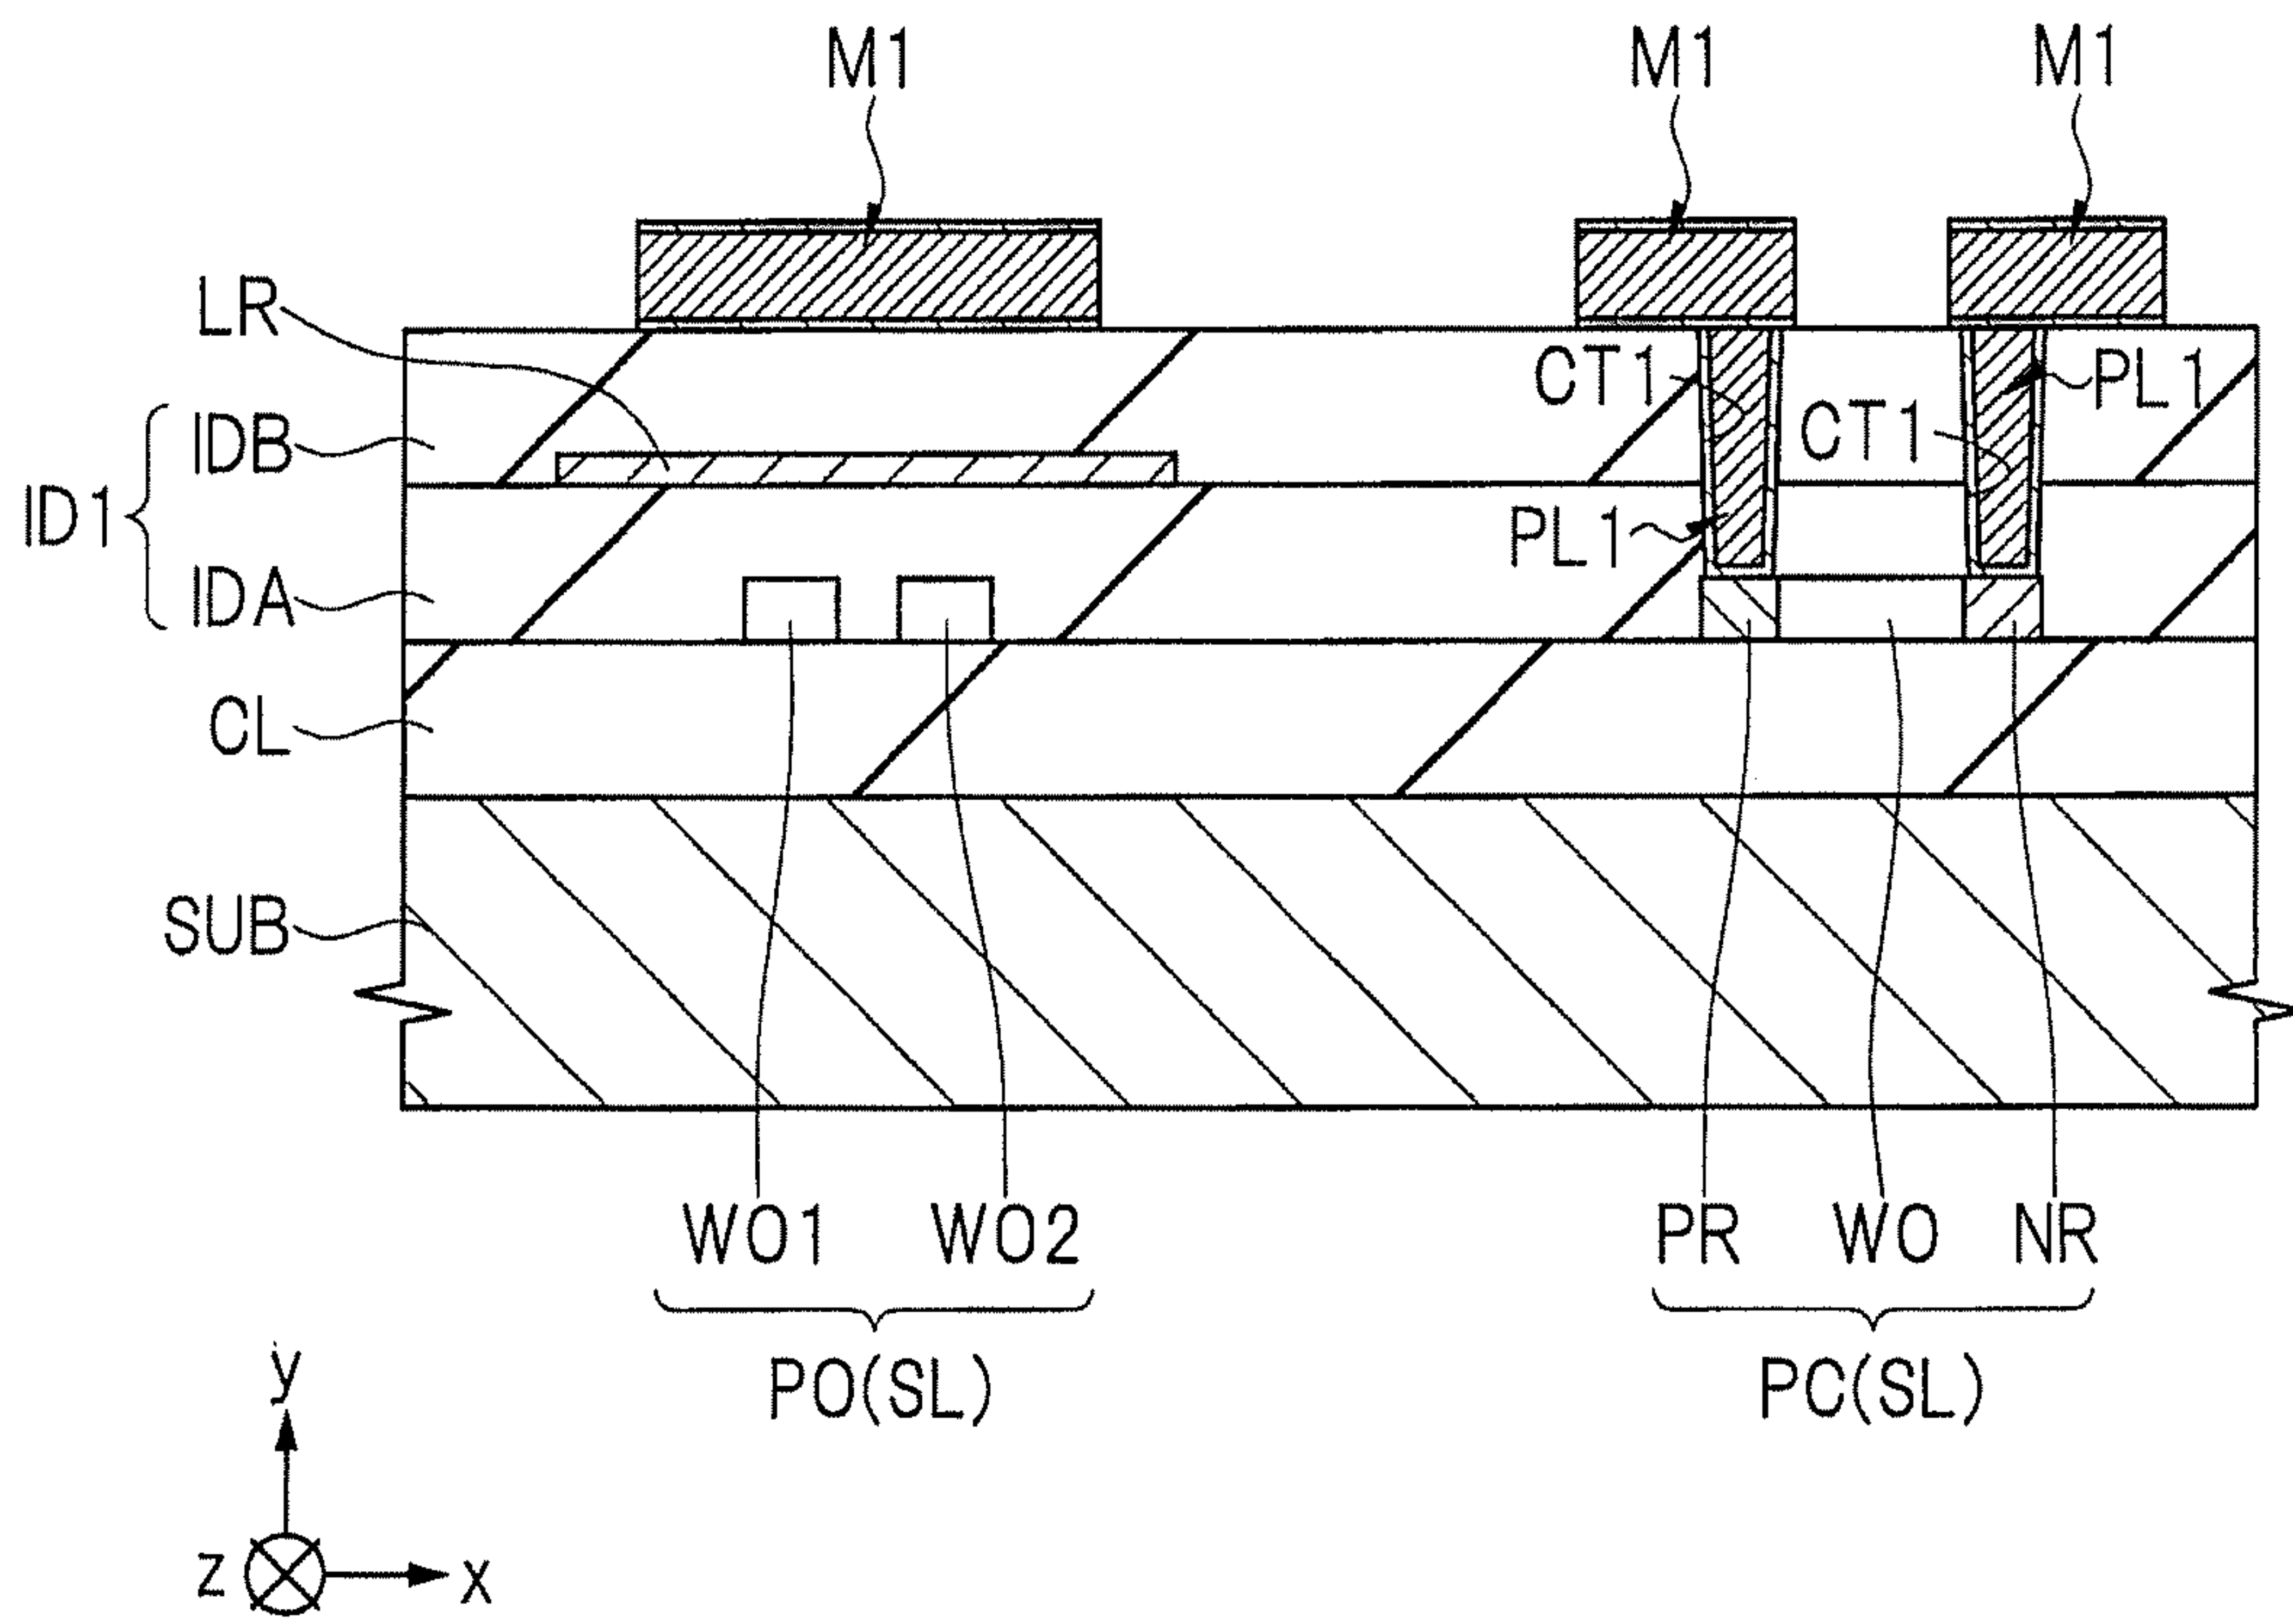 M1 M1 M1
LR
CT1 PL1
IDB CT1
ID1
PL1
IDA
CL
SUB
WO1 WO2 PR WO NR
PO(SL) PC(SL)
y
z x